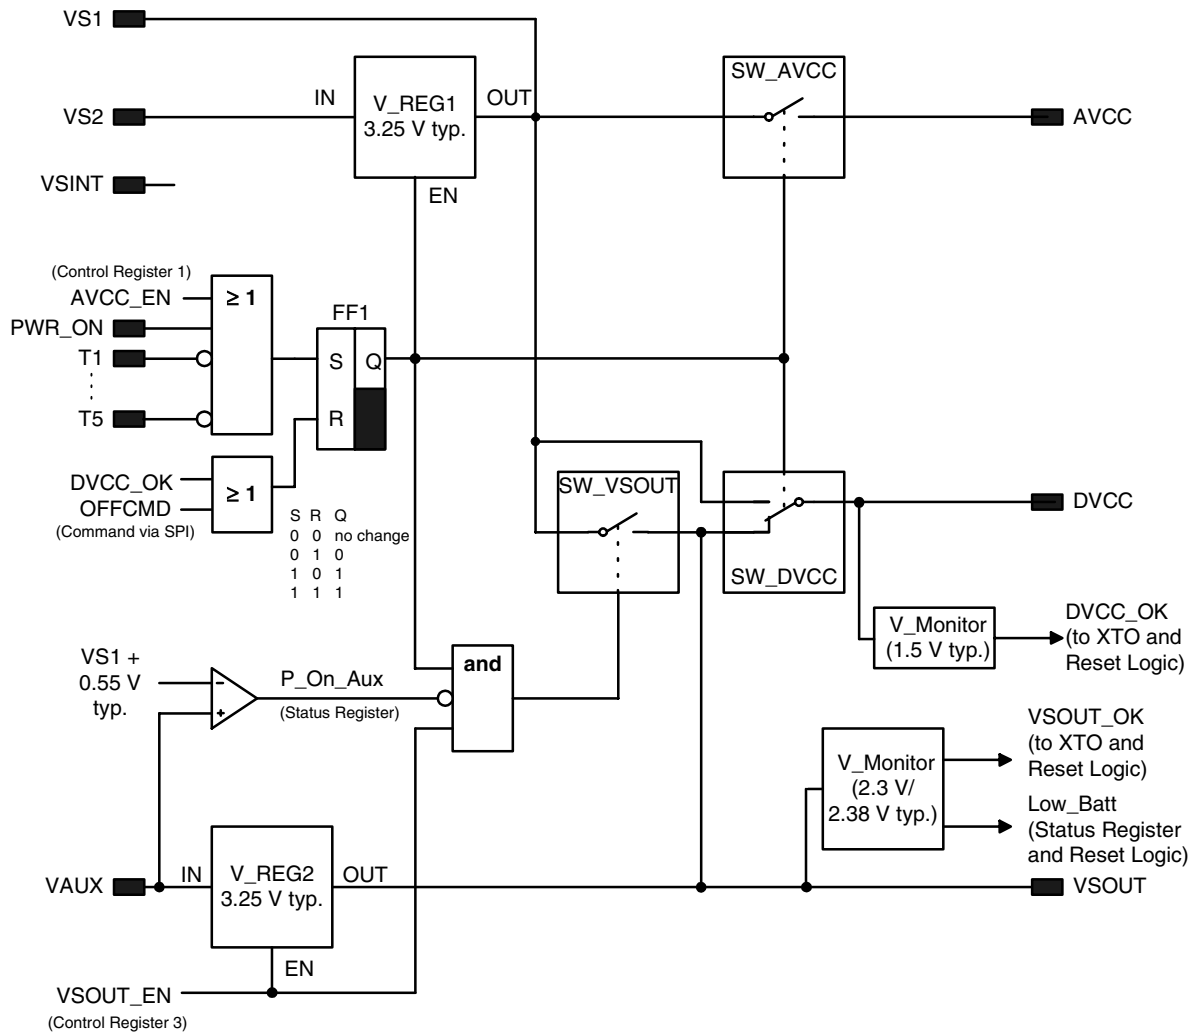 VS1
SW_AVCC
IN
V_REG1
3.25 V typ.
OUT
VS2
AVCC
VSINT
EN
(Control Register 1)
AVCC_EN
≥ 1
PWR_ON
FF1
T1
S
Q
T5
R
DVCC_OK
OFFCMD
(Command via SPI)
≥ 1
S R Q
0 0 no change
0 1 0
1 0 1
1 1 1
SW_VSOUT
DVCC
SW_DVCC
V_Monitor
(1.5 V typ.)
DVCC_OK
(to XTO and
Reset Logic)
VS1 +
0.55 V
typ.
-
+
P_On_Aux
(Status Register)
and
VSOUT_OK
(to XTO and
Reset Logic)
V_Monitor
(2.3 V/
2.38 V typ.)
Low_Batt
(Status Register
and Reset Logic)
VAUX
IN
V_REG2
3.25 V typ.
OUT
VSOUT
EN
VSOUT_EN
(Control Register 3)